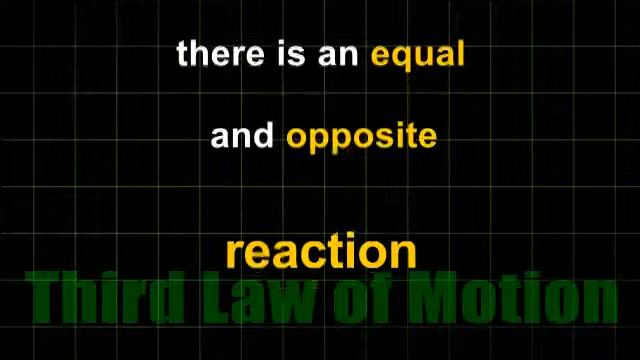 there is an equal
and opposite
reaction
Third Law of Motion